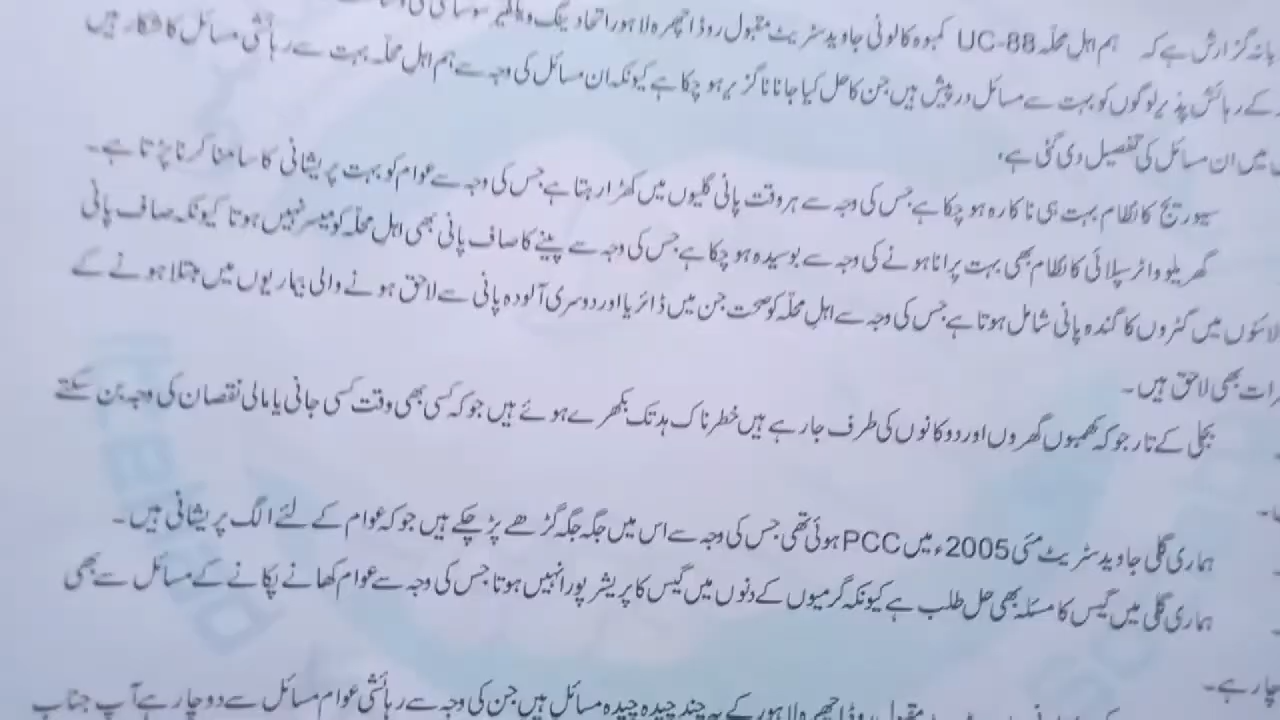 بانہ گزارش ہے کہ ہم اہل محلّہ UC-88 کمبوہ کالونی جاوید سٹریٹ مقبول روڈ اچھرہ لاہور اتحاد ینگ ویلفیئر سوسائٹی
کے رہائش پذیر لوگوں کو بہت سے مسائل درپیش ہیں جن کا حل کیا جانا ناگزیر ہو چکا ہے کیونکہ ان مسائل کی وجہ سے ہم اہل محلّہ بہت سے رہائشی مسائل کا شکار ہیں
میں ان مسائل کی تفصیل دی گئی ہے.
سیوریج کا نظام بہت ہی ناکارہ ہو چکا ہے جس کی وجہ سے ہر وقت پانی گلیوں میں کھڑا رہتا ہے جس کی وجہ سے عوام کو بہت پریشانی کا سامنا کرنا پڑتا ہے۔
گھریلو واٹر سپلائی کا نظام بھی بہت پرانا ہونے کی وجہ سے بوسیدہ ہو چکا ہے جس کی وجہ سے پینے کا صاف پانی بھی اہل محلّہ کو میسر نہیں ہوتا کیونکہ صاف پانی
میں گٹروں کا گندہ پانی شامل ہوتا ہے جس کی وجہ سے اہل محلّہ کو صحت جن میں ڈائریا اور دوسری آلودہ پانی سے لاحق ہونے والی بیماریوں میں مبتلا ہونے کے
رات بھی لاحق ہیں۔
بجلی کے تار جو کہ کھمبوں گھروں اور دوکانوں کی طرف جا رہے ہیں خطرناک ہد تک بکھرے ہوئے ہیں جو کہ کسی بھی وقت کسی جانی یا مالی نقصان کی وجہ بن سکتے
ہماری گلی جاوید سٹریٹ مئی 2005ء میں PCC ہوئی تھی جس کی وجہ سے اس میں جگہ جگہ گڑھے پڑ چکے ہیں جو کہ عوام کے لئے الگ پریشانی ہیں۔
ہماری گلی میں گیس کا مسئلہ بھی حل طلب ہے کیونکہ گرمیوں کے دنوں میں گیس کا پریشر پورا نہیں ہوتا جس کی وجہ سے عوام کھانے پکانے کے مسائل سے بھی
چار ہے۔
مقبول روڈ اچھرہ لاہور کے یہ چند چیدہ چیدہ مسائل ہیں جن کی وجہ سے رہائشی عوام مسائل سے دوچار ہے آپ جناب